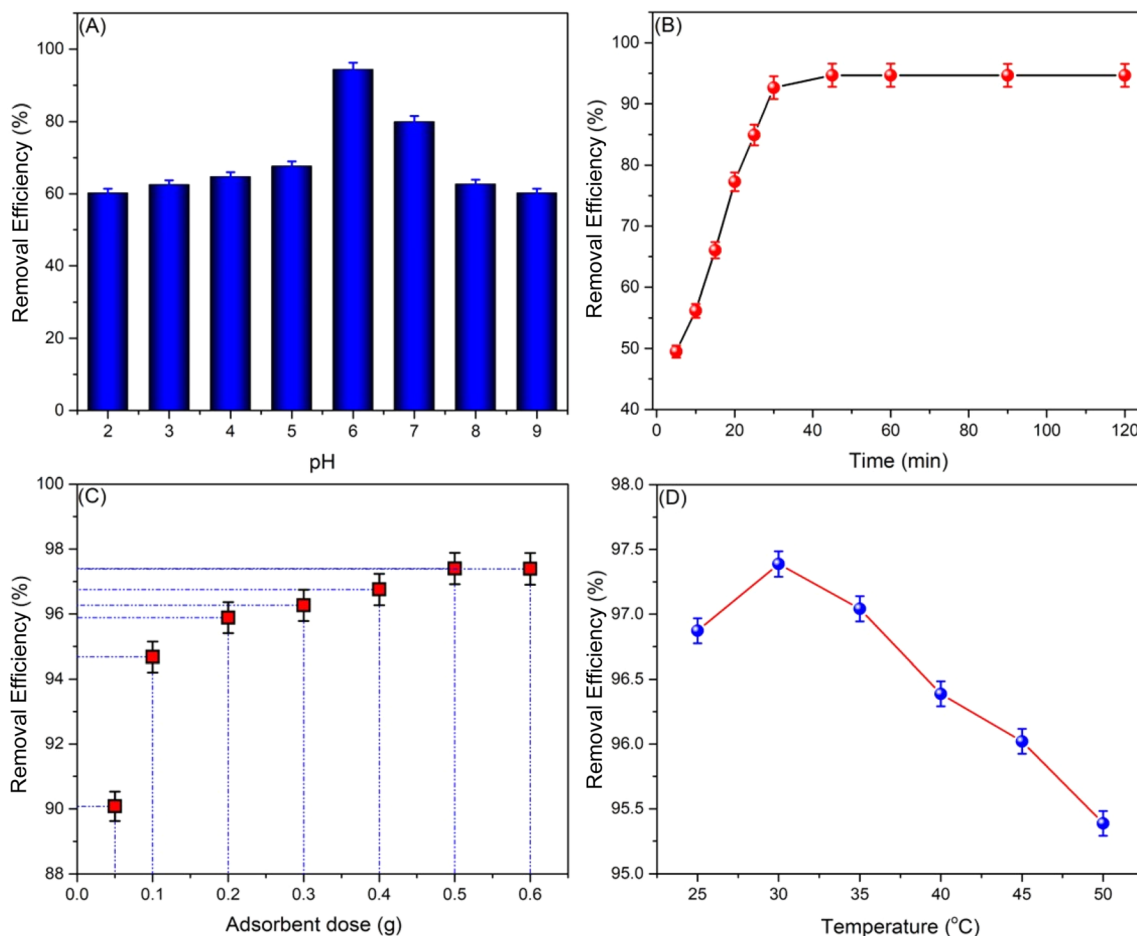 (A)
Removal Efficiency (%)
100
80
60
40
20
0
2 3 4 5 6 7 8 9
pH
(B)
Removal Efficiency (%)
100
90
80
70
60
50
40
0 20 40 60 80 100 120
Time (min)
(C)
Removal Efficiency (%)
100
98
96
94
92
90
88
0.0 0.1 0.2 0.3 0.4 0.5 0.6
Adsorbent dose (g)
(D)
Removal Efficiency (%)
98.0
97.5
97.0
96.5
96.0
95.5
95.0
25 30 35 40 45 50
Temperature (°C)